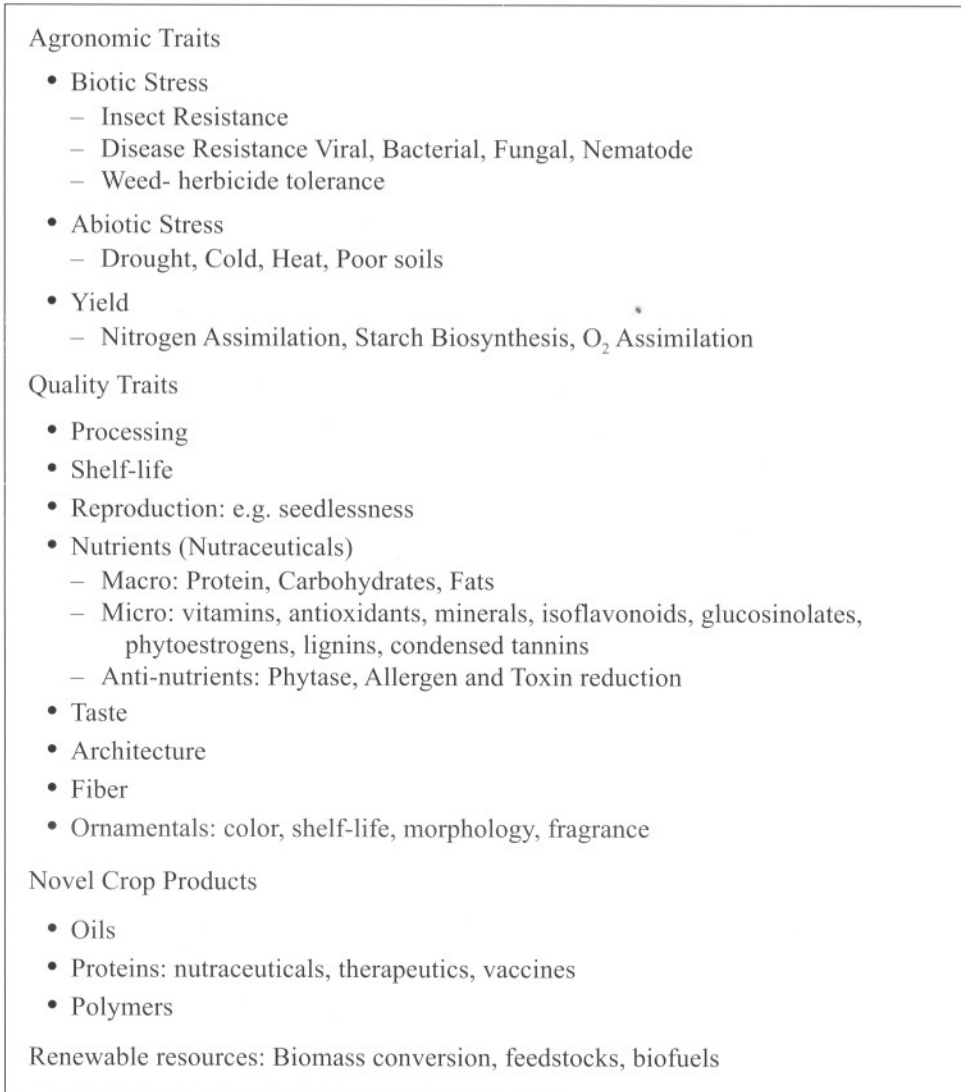 Agronomic Traits
• Biotic Stress
– Insect Resistance
– Disease Resistance Viral, Bacterial, Fungal, Nematode
– Weed- herbicide tolerance
• Abiotic Stress
– Drought, Cold, Heat, Poor soils
• Yield
– Nitrogen Assimilation, Starch Biosynthesis, O₂ Assimilation
Quality Traits
• Processing
• Shelf-life
• Reproduction: e.g. seedlessness
• Nutrients (Nutraceuticals)
– Macro: Protein, Carbohydrates, Fats
– Micro: vitamins, antioxidants, minerals, isoflavonoids, glucosinolates,
phytoestrogens, lignins, condensed tannins
– Anti-nutrients: Phytase, Allergen and Toxin reduction
• Taste
• Architecture
• Fiber
• Ornamentals: color, shelf-life, morphology, fragrance
Novel Crop Products
• Oils
• Proteins: nutraceuticals, therapeutics, vaccines
• Polymers
Renewable resources: Biomass conversion, feedstocks, biofuels